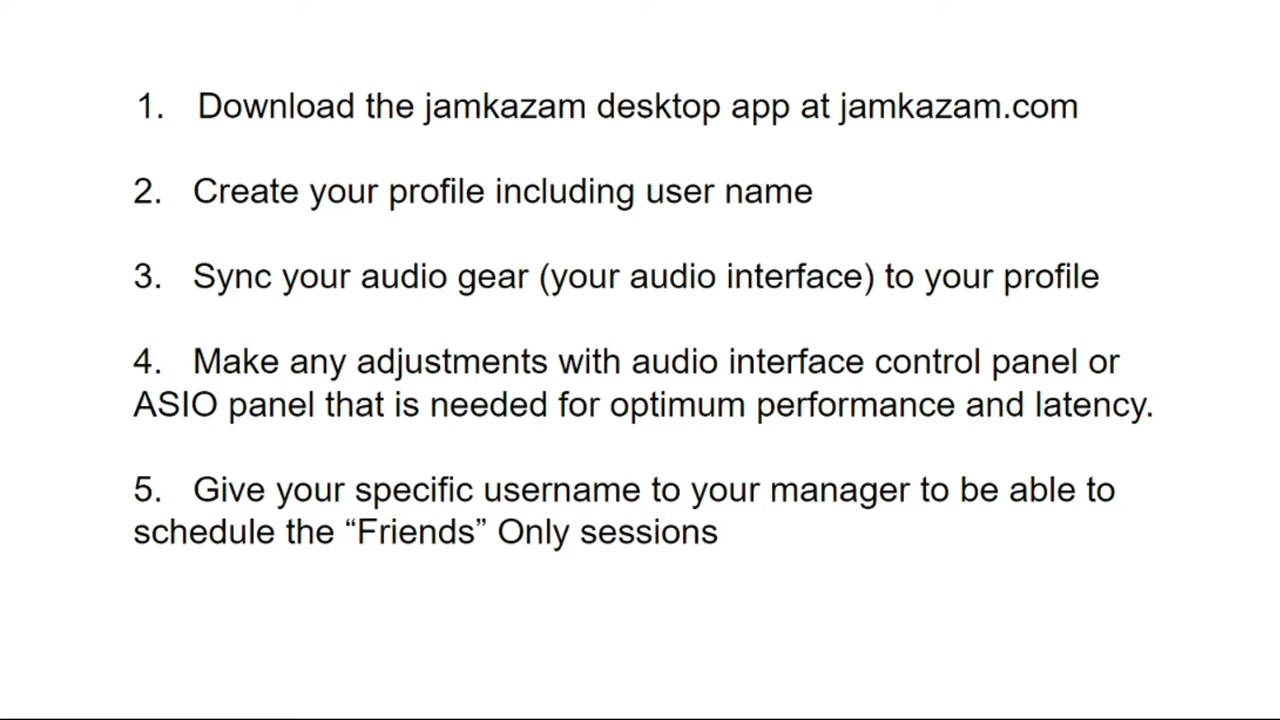 1. Download the jamkazam desktop app at jamkazam.com
2. Create your profile including user name
3. Sync your audio gear (your audio interface) to your profile
4. Make any adjustments with audio interface control panel or
ASIO panel that is needed for optimum performance and latency.
5. Give your specific username to your manager to be able to
schedule the “Friends” Only sessions